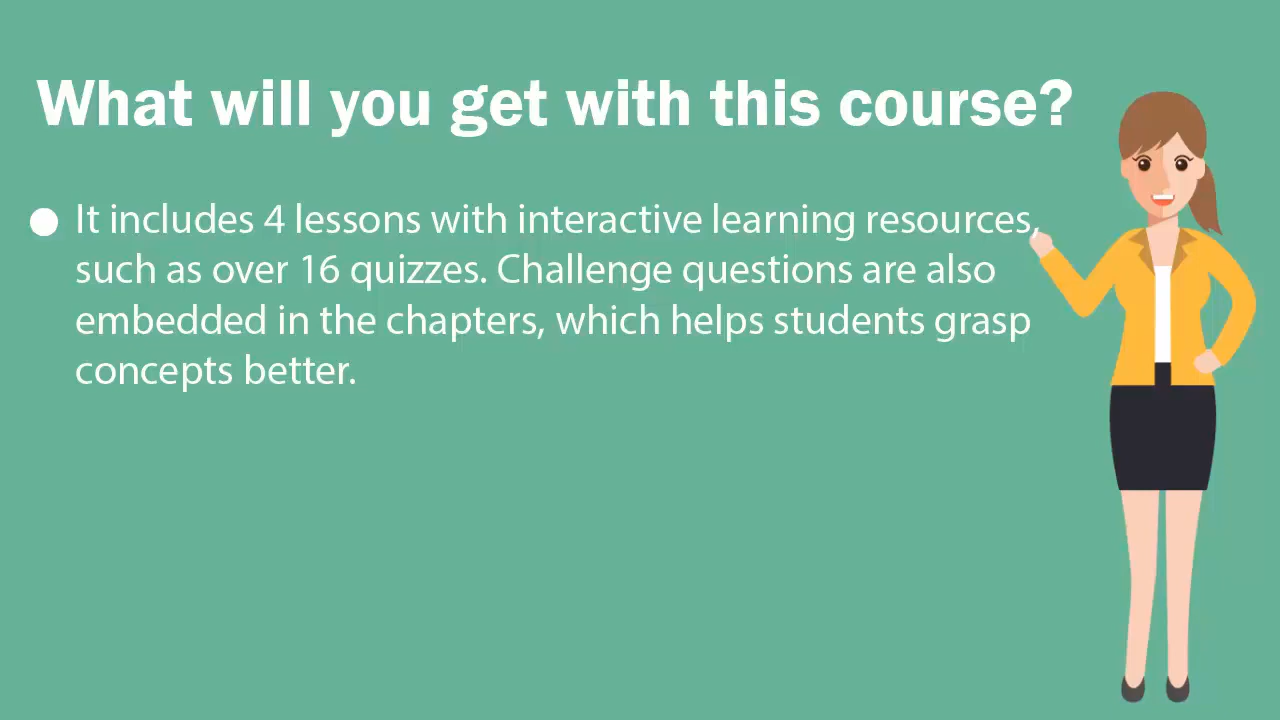 What will you get with this course?
It includes 4 lessons with interactive learning resources,
such as over 16 quizzes. Challenge questions are also
embedded in the chapters, which helps students grasp
concepts better.